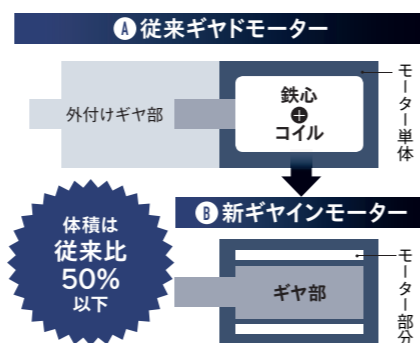 A 従来ギヤドモーター
外付けギヤ部
鉄心
+
コイル
モーター単体
B 新ギヤインモーター
体積は
従来比
50%
以下
ギヤ部
モーター部分